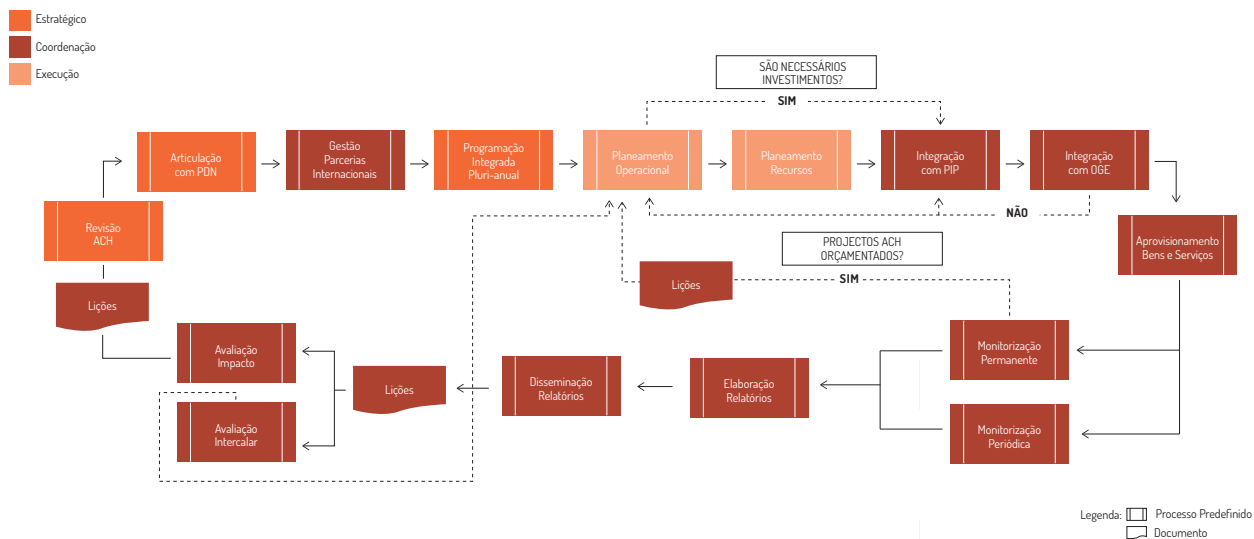 Estratégico
Coordenação
Execução
SÃO NECESSÁRIOS
INVESTIMENTOS?
SIM
Articulação
com PDN
Gestão
Parcerias
Internacionais
Programação
Integrada
Pluri-anual
Planeamento
Operacional
Planeamento
Recursos
Integração
com PIP
Integração
com OGE
NÃO
Revisão
ACH
PROJECTOS ACH
ORÇAMENTADOS?
SIM
Aprovisionamento
Bens e Serviços
Lições
Lições
Avaliação
Impacto
Monitorização
Permanente
Lições
Disseminação
Relatórios
Elaboração
Relatórios
Avaliação
Intercalar
Monitorização
Periódica
Legenda:
Processo Predefinido
Documento